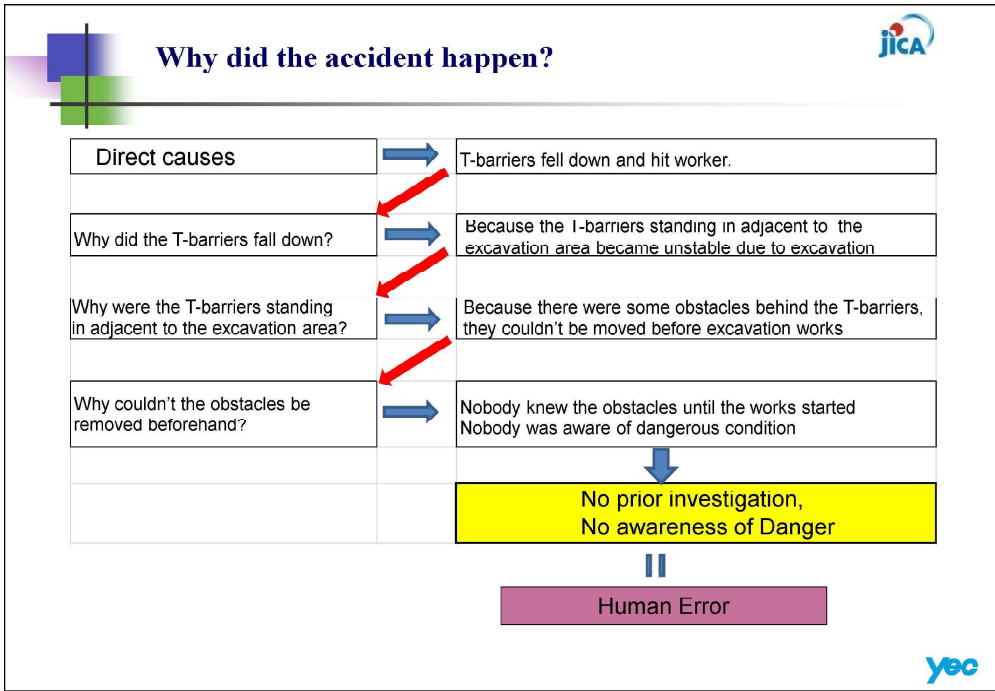 Why did the accident happen?
JICA
Direct causes
T-barriers fell down and hit worker.
Why did the T-barriers fall down?
Because the T-barriers standing in adjacent to the
excavation area became unstable due to excavation
Why were the T-barriers standing
in adjacent to the excavation area?
Because there were some obstacles behind the T-barriers,
they couldn't be moved before excavation works
Why couldn't the obstacles be
removed beforehand?
Nobody knew the obstacles until the works started
Nobody was aware of dangerous condition
No prior investigation,
No awareness of Danger
Human Error
yec